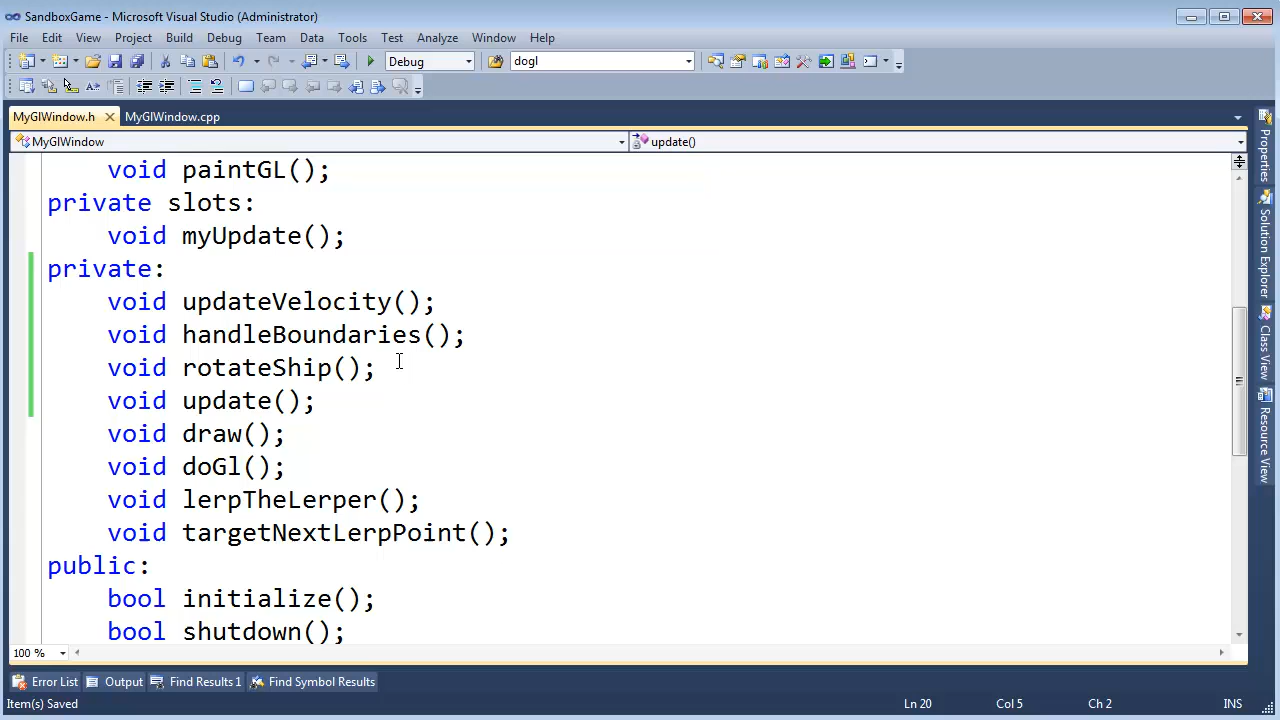 SandboxGame - Microsoft Visual Studio (Administrator)
File Edit View Project Build Debug Team Data Tools Test Analyze Window Help
Debug dogl
MyGlWindow.h MyGlWindow.cpp
MyGlWindow update()
void paintGL();
private slots:
void myUpdate();
private:
void updateVelocity();
void handleBoundaries();
void rotateShip();
void update();
void draw();
void doGl();
void lerpTheLerper();
void targetNextLerpPoint();
public:
bool initialize();
bool shutdown();
100 %
Error List Output Find Results 1 Find Symbol Results
Item(s) Saved Ln 20 Col 5 Ch 2 INS
Properties
Solution Explorer
Class View
Resource View